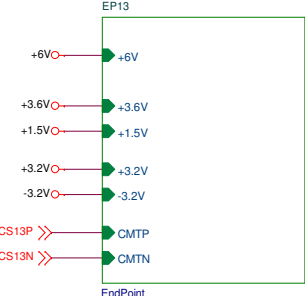 EP13
+6V +6V
+3.6V +3.6V
+1.5V +1.5V
+3.2V +3.2V
-3.2V -3.2V
CS13P CMTP
CS13N CMTN
EndPoint